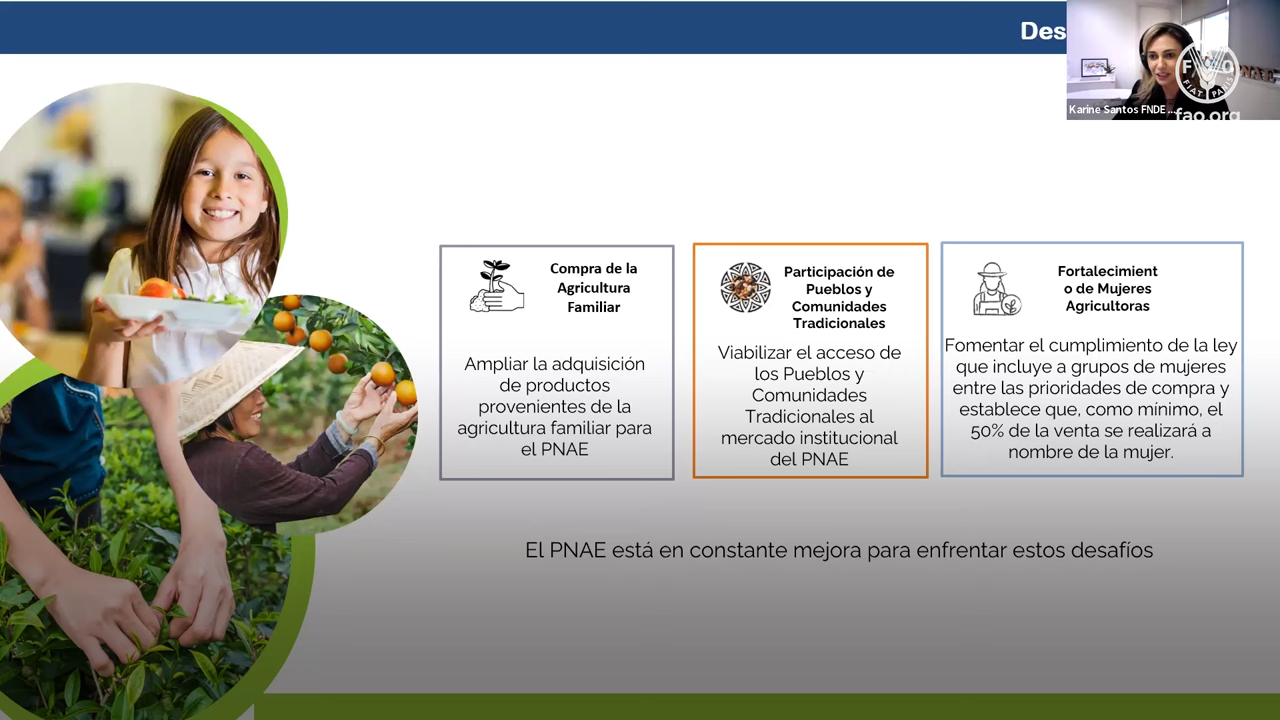 Des
Karine Santos FNDE ...
FAO
FIAT PANIS
fao.org
Compra de la
Agricultura
Familiar
Ampliar la adquisición
de productos
provenientes de la
agricultura familiar para
el PNAE
Participación de
Pueblos y
Comunidades
Tradicionales
Viabilizar el acceso de
los Pueblos y
Comunidades
Tradicionales al
mercado institucional
del PNAE
Fortalecimient
o de Mujeres
Agricultoras
Fomentar el cumplimiento de la ley
que incluye a grupos de mujeres
entre las prioridades de compra y
establece que, como mínimo, el
50% de la venta se realizará a
nombre de la mujer.
El PNAE está en constante mejora para enfrentar estos desafíos